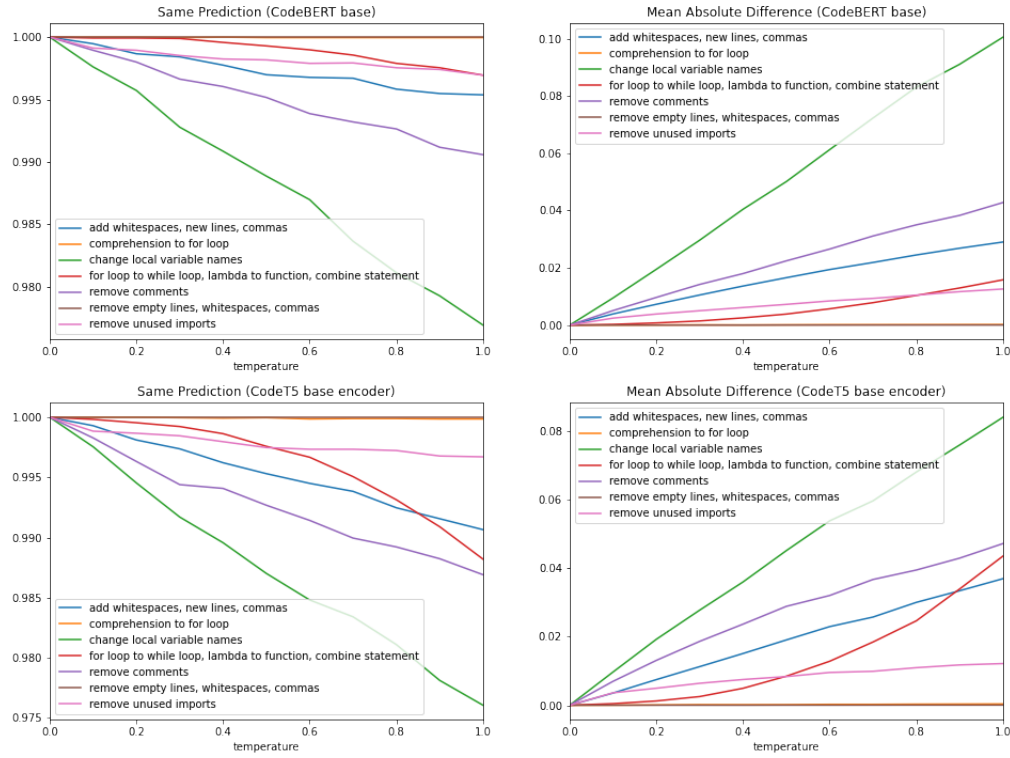 Same Prediction (CodeBERT base)
1.000
0.995
0.990
0.985
0.980
add whitespaces, new lines, commas
comprehension to for loop
change local variable names
for loop to while loop, lambda to function, combine statement
remove comments
remove empty lines, whitespaces, commas
remove unused imports
0.0 0.2 0.4 0.6 0.8 1.0
temperature
Mean Absolute Difference (CodeBERT base)
0.10
0.08
0.06
0.04
0.02
0.00
add whitespaces, new lines, commas
comprehension to for loop
change local variable names
for loop to while loop, lambda to function, combine statement
remove comments
remove empty lines, whitespaces, commas
remove unused imports
0.0 0.2 0.4 0.6 0.8 1.0
temperature
Same Prediction (CodeT5 base encoder)
1.000
0.995
0.990
0.985
0.980
0.975
add whitespaces, new lines, commas
comprehension to for loop
change local variable names
for loop to while loop, lambda to function, combine statement
remove comments
remove empty lines, whitespaces, commas
remove unused imports
0.0 0.2 0.4 0.6 0.8 1.0
temperature
Mean Absolute Difference (CodeT5 base encoder)
0.08
0.06
0.04
0.02
0.00
add whitespaces, new lines, commas
comprehension to for loop
change local variable names
for loop to while loop, lambda to function, combine statement
remove comments
remove empty lines, whitespaces, commas
remove unused imports
0.0 0.2 0.4 0.6 0.8 1.0
temperature